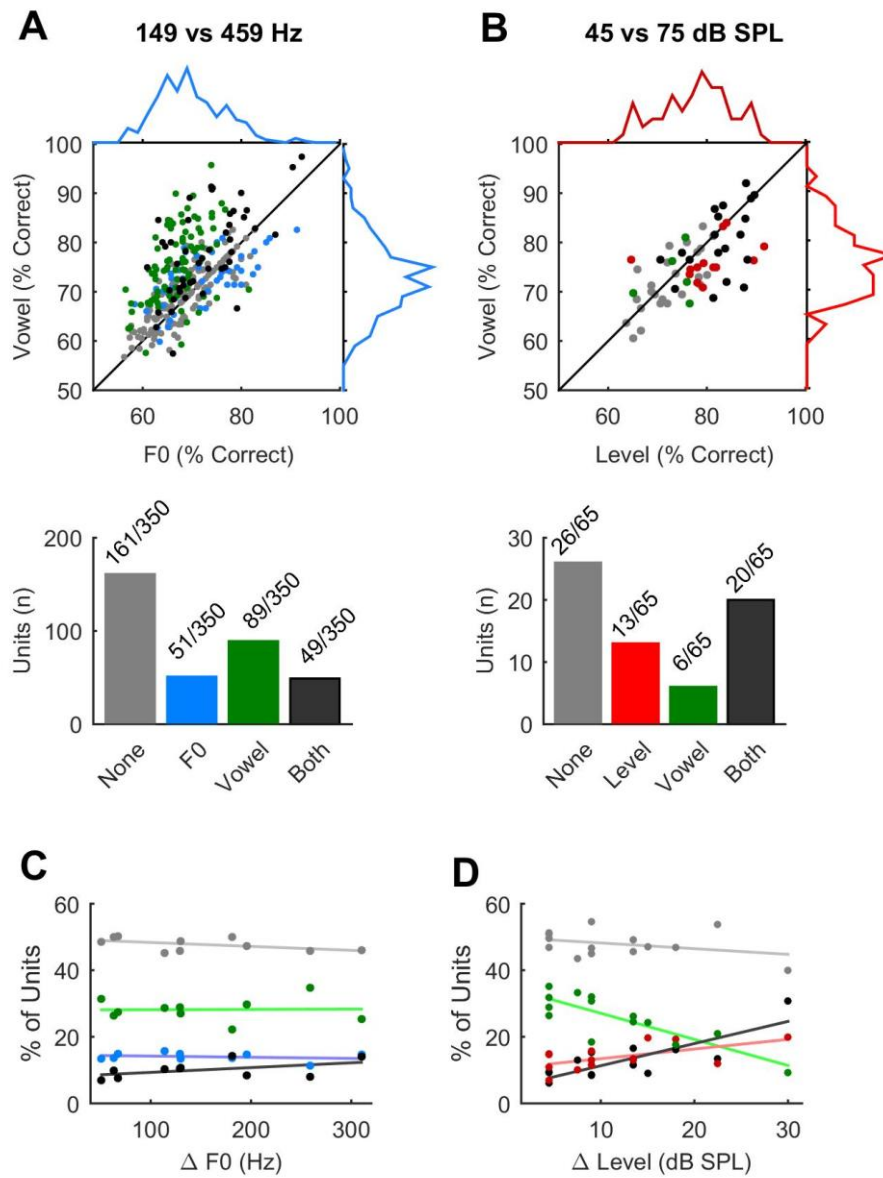 A
149 vs 459 Hz
100
90
80
70
60
50
Vowel (% Correct)
60
80
100
F0 (% Correct)
B
45 vs 75 dB SPL
100
90
80
70
60
50
Vowel (% Correct)
60
80
100
Level (% Correct)
200
100
0
Units (n)
161/350
51/350
89/350
49/350
None
F0
Vowel
Both
30
20
10
0
Units (n)
26/65
13/65
6/65
20/65
None
Level
Vowel
Both
C
60
40
20
0
% of Units
100
200
300
Δ F0 (Hz)
D
60
40
20
0
% of Units
10
20
30
Δ Level (dB SPL)